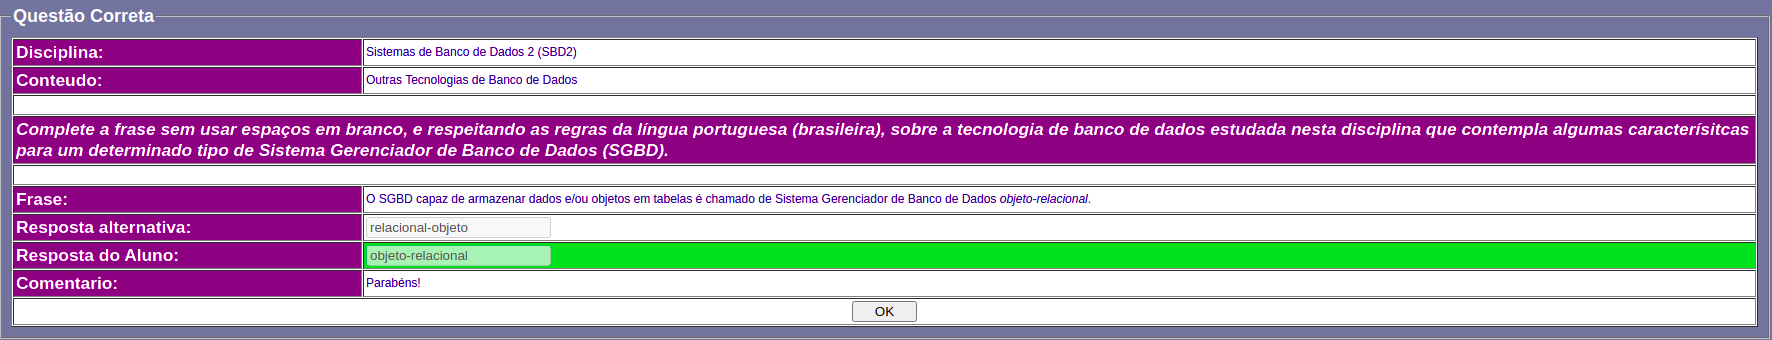 Questão Correta
Disciplina: Sistemas de Banco de Dados 2 (SBD2)
Conteudo: Outras Tecnologias de Banco de Dados
Complete a frase sem usar espaços em branco, e respeitando as regras da língua portuguesa (brasileira), sobre a tecnologia de banco de dados estudada nesta disciplina que contempla algumas caracterísitcas
para um determinado tipo de Sistema Gerenciador de Banco de Dados (SGBD).
Frase: O SGBD capaz de armazenar dados e/ou objetos em tabelas é chamado de Sistema Gerenciador de Banco de Dados objeto-relacional.
Resposta alternativa: relacional-objeto
Resposta do Aluno: objeto-relacional
Comentario: Parabéns!
OK